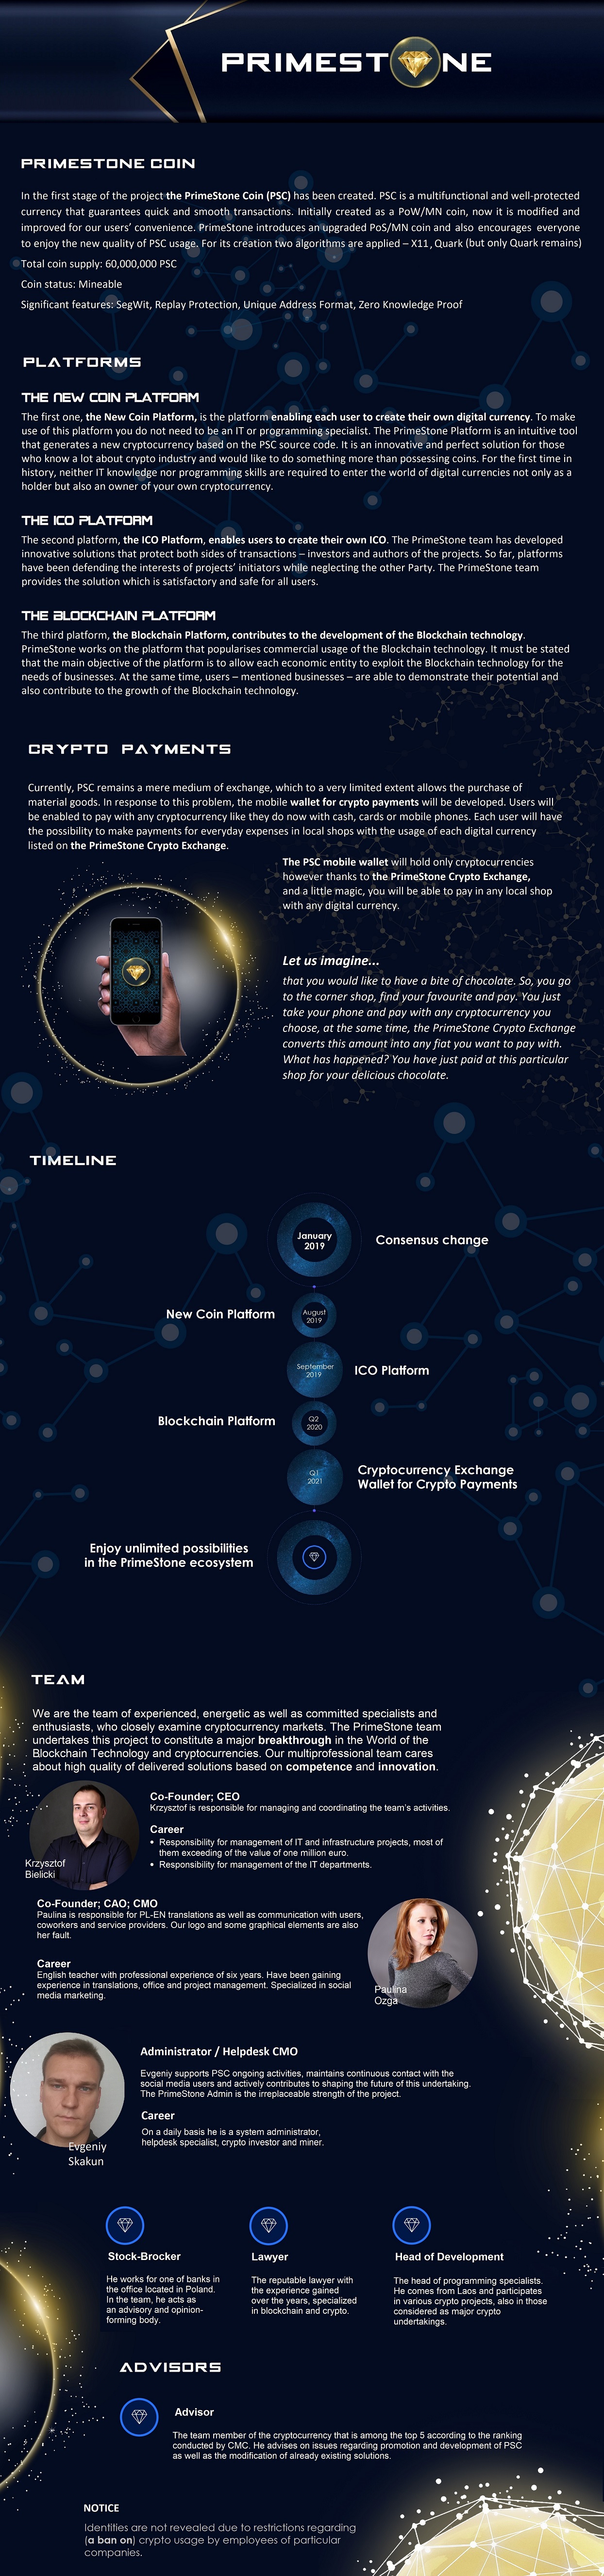 PRIMESTONE
PRIMESTONE COIN
In the first stage of the project the PrimeStone Coin (PSC) has been created. PSC is a multifunctional and well-protected
currency that guarantees quick and smooth transactions. Initially created as a PoW/MN coin, now it is modified and
improved for our users' convenience. PrimeStone introduces an upgraded PoS/MN coin and also encourages everyone
to enjoy the new quality of PSC usage. For its creation two algorithms are applied – X11, Quark (but only Quark remains)
Total coin supply: 60,000,000 PSC
Coin status: Mineable
Significant features: SegWit, Replay Protection, Unique Address Format, Zero Knowledge Proof
PLATFORMS
THE NEW COIN PLATFORM
The first one, the New Coin Platform, is the platform enabling each user to create their own digital currency. To make
use of this platform you do not need to be an IT or programming specialist. The PrimeStone Platform is an intuitive tool
that generates a new cryptocurrency based on the PSC source code. It is an innovative and perfect solution for those
who know a lot about crypto industry and would like to do something more than possessing coins. For the first time in
history, neither IT knowledge nor programming skills are required to enter the world of digital currencies not only as a
holder but also an owner of your own cryptocurrency.
THE ICO PLATFORM
The second platform, the ICO Platform, enables users to create their own ICO. The PrimeStone team has developed
innovative solutions that protect both sides of transactions – investors and authors of the projects. So far, platforms
have been defending the interests of projects' initiators while neglecting the other Party. The PrimeStone team
provides the solution which is satisfactory and safe for all users.
THE BLOCKCHAIN PLATFORM
The third platform, the Blockchain Platform, contributes to the development of the Blockchain technology.
PrimeStone works on the platform that popularises commercial usage of the Blockchain technology. It must be stated
that the main objective of the platform is to allow each economic entity to exploit the Blockchain technology for the
needs of businesses. At the same time, users – mentioned businesses – are able to demonstrate their potential and
also contribute to the growth of the Blockchain technology.
CRYPTO PAYMENTS
Currently, PSC remains a mere medium of exchange, which to a very limited extent allows the purchase of
material goods. In response to this problem, the mobile wallet for crypto payments will be developed. Users will
be enabled to pay with any cryptocurrency like they do now with cash, cards or mobile phones. Each user will have
the possibility to make payments for everyday expenses in local shops with the usage of each digital currency
listed on the PrimeStone Crypto Exchange.
The PSC mobile wallet will hold only cryptocurrencies
however thanks to the PrimeStone Crypto Exchange,
and a little magic, you will be able to pay in any local shop
with any digital currency.
Let us imagine...
that you would like to have a bite of chocolate. So, you go
to the corner shop, find your favourite and pay. You just
take your phone and pay with any cryptocurrency you
choose, at the same time, the PrimeStone Crypto Exchange
converts this amount into any fiat you want to pay with.
What has happened? You have just paid at this particular
shop for your delicious chocolate.
TIMELINE
January
2019
Consensus change
New Coin Platform
August
2019
September
2019
ICO Platform
Blockchain Platform
Q2
2020
Q1
2021
Cryptocurrency Exchange
Wallet for Crypto Payments
Enjoy unlimited possibilities
in the PrimeStone ecosystem
TEAM
We are the team of experienced, energetic as well as committed specialists and
enthusiasts, who closely examine cryptocurrency markets. The PrimeStone team
undertakes this project to constitute a major breakthrough in the World of the
Blockchain Technology and cryptocurrencies. Our multiprofessional team cares
about high quality of delivered solutions based on competence and innovation.
Co-Founder; CEO
Krzysztof is responsible for managing and coordinating the team's activities.
Career
• Responsibility for management of IT and infrastructure projects, most of
them exceeding of the value of one million euro.
• Responsibility for management of the IT departments.
Krzysztof
Bielicki
Co-Founder; CAO; CMO
Paulina is responsible for PL-EN translations as well as communication with users,
coworkers and service providers. Our logo and some graphical elements are also
her fault.
Career
English teacher with professional experience of six years. Have been gaining
experience in translations, office and project management. Specialized in social
media marketing.
Paulina
Ozga
Administrator / Helpdesk CMO
Evgeniy supports PSC ongoing activities, maintains continuous contact with the
social media users and actively contributes to shaping the future of this undertaking.
The PrimeStone Admin is the irreplaceable strength of the project.
Career
On a daily basis he is a system administrator,
helpdesk specialist, crypto investor and miner.
Evgeniy
Skakun
Stock-Brocker
He works for one of banks in
the office located in Poland.
In the team, he acts as
an advisory and opinion-
forming body.
Lawyer
The reputable lawyer with
the experience gained
over the years, specialized
in blockchain and crypto.
Head of Development
The head of programming specialists.
He comes from Laos and participates
in various crypto projects, also in those
considered as major crypto
undertakings.
ADVISORS
Advisor
The team member of the cryptocurrency that is among the top 5 according to the ranking
conducted by CMC. He advises on issues regarding promotion and development of PSC
as well as the modification of already existing solutions.
NOTICE
Identities are not revealed due to restrictions regarding
(a ban on) crypto usage by employees of particular
companies.